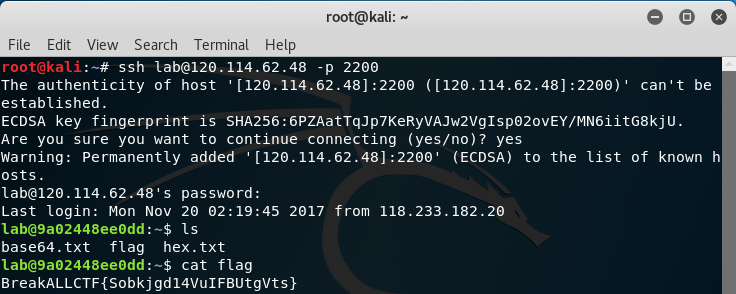 root@kali: ~
File Edit View Search Terminal Help
root@kali:~# ssh lab@120.114.62.48 -p 2200
The authenticity of host '[120.114.62.48]:2200 ([120.114.62.48]:2200)' can't be
established.
ECDSA key fingerprint is SHA256:6PZAatTqJp7KeRyVAJw2VgIsp02ovEY/MN6iitG8kjU.
Are you sure you want to continue connecting (yes/no)? yes
Warning: Permanently added '[120.114.62.48]:2200' (ECDSA) to the list of known h
osts.
lab@120.114.62.48's password:
Last login: Mon Nov 20 02:19:45 2017 from 118.233.182.20
lab@9a02448ee0dd:~$ ls
base64.txt flag hex.txt
lab@9a02448ee0dd:~$ cat flag
BreakALLCTF{Sobkjgd14VuIFBUtgVts}